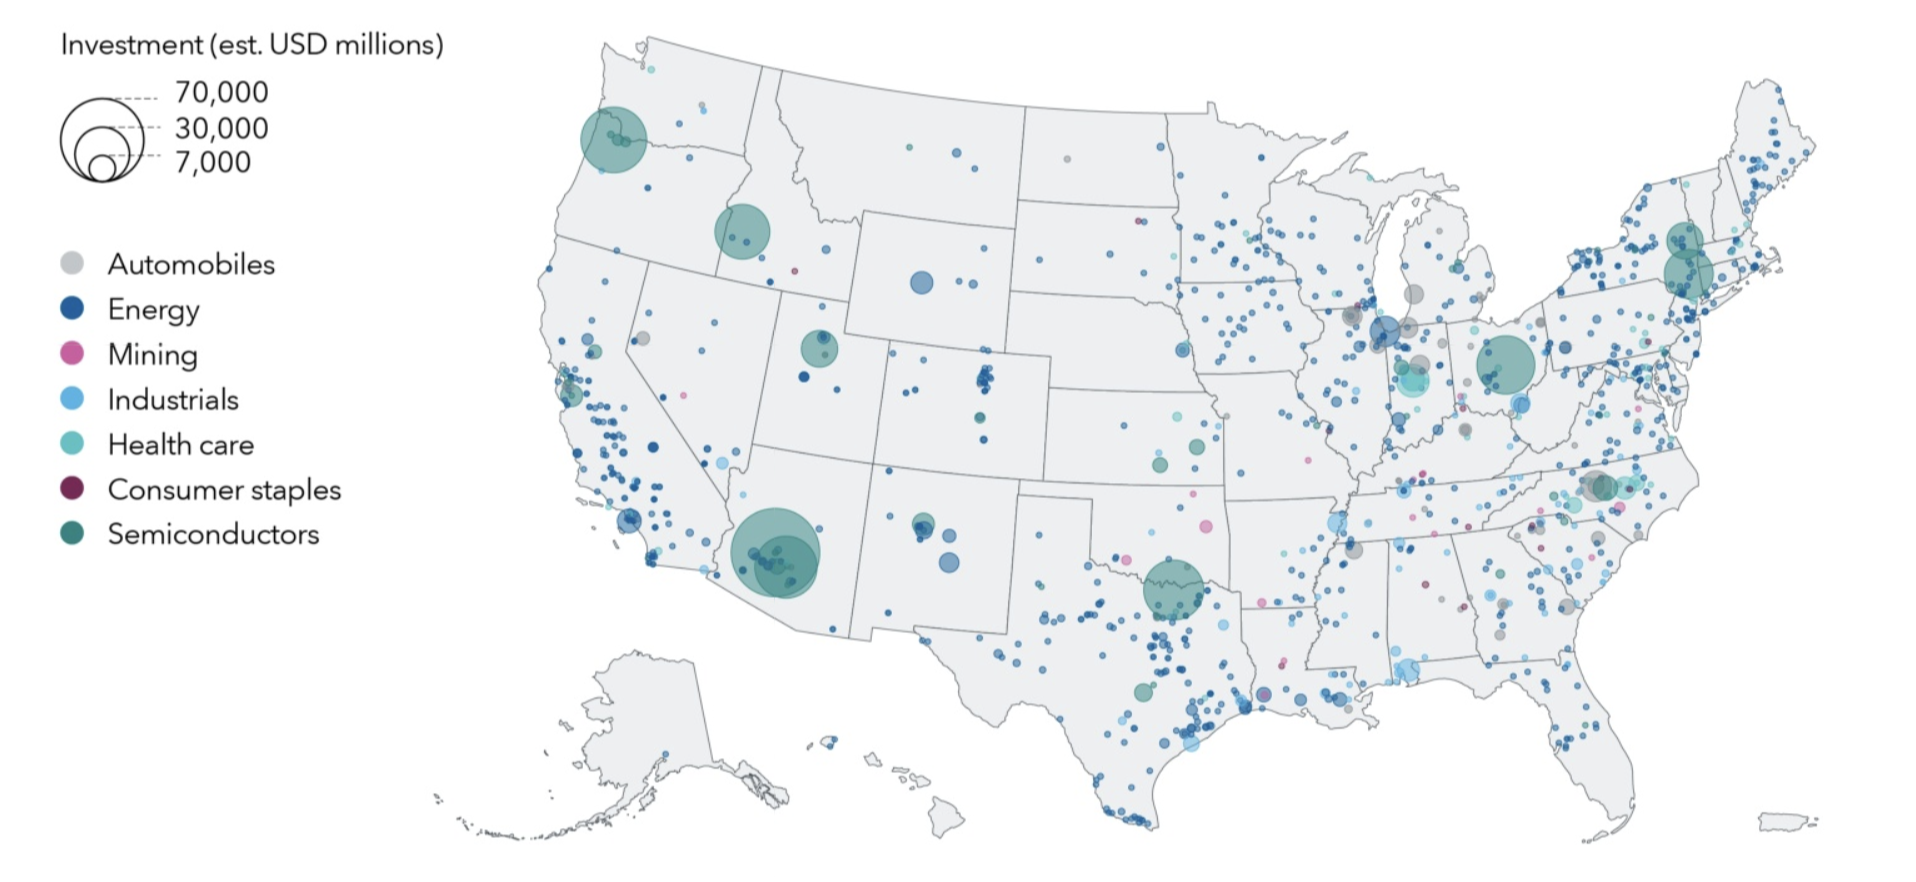 Investment (est. USD millions)
70,000
30,000
7,000
Automobiles
Energy
Mining
Industrials
Health care
Consumer staples
Semiconductors